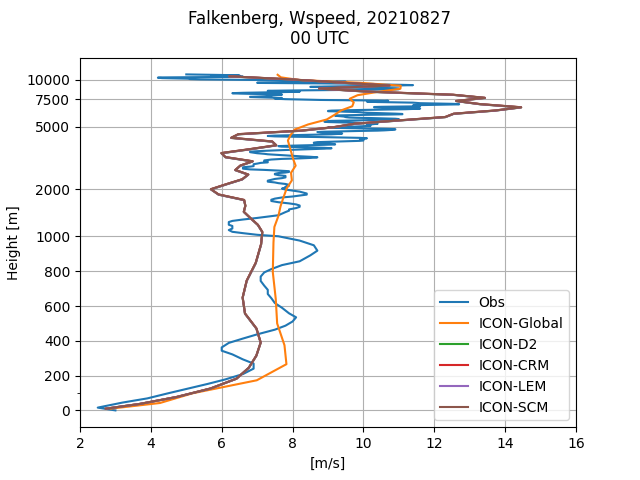 Falkenberg, Wspeed, 20210827
00 UTC
10000
7500
5000
2000
1000
800
600
400
200
0
Height [m]
2 4 6 8 10 12 14 16
[m/s]
Obs
ICON-Global
ICON-D2
ICON-CRM
ICON-LEM
ICON-SCM